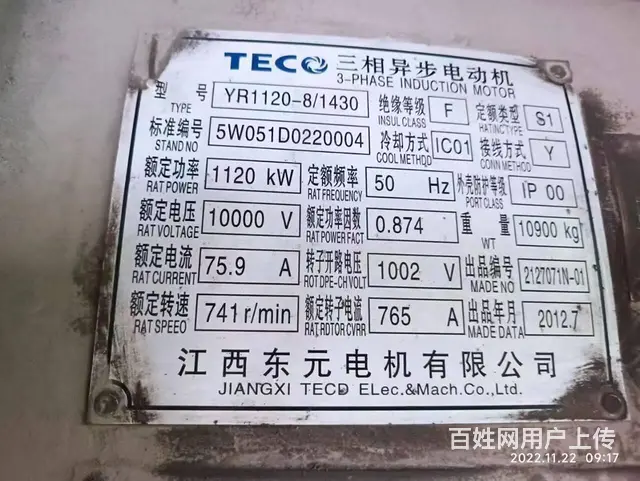 TECO 三相异步电动机
3-PHASE INDUCTION MOTOR
型号 TYPE YR1120-8/1430 绝缘等级 INSUL CLASS F 定额类型 HATINCTYPE S1
标准编号 STAND NO 5W051D0220004 冷却方式 COOL METHOD IC01 接线方式 CONN METHOD Y
额定功率 RAT POWER 1120 kW 定额频率 RAT FREQUENCY 50 Hz 外壳防护等级 PORT CLASS IP 00
额定电压 RAT VOLTAGE 10000 V 额定功率因数 RAT POWER FACT 0.874 重量 WT 10900 kg
额定电流 RAT CURRENT 75.9 A 转子开路电压 ROT DPE-CH VOLT 1002 V 出品编号 MADE NO 2127071N-01
额定转速 RAT SPEEO 741 r/min 额定转子电流 RAT RDTOR CVRR 765 A 出品年月 MADE DATA 2012.7
江西东元电机有限公司
JIANGXI TECD ELec.&Mach.Co.,Ltd.
百姓网用户上传
2022.11.22 09:17